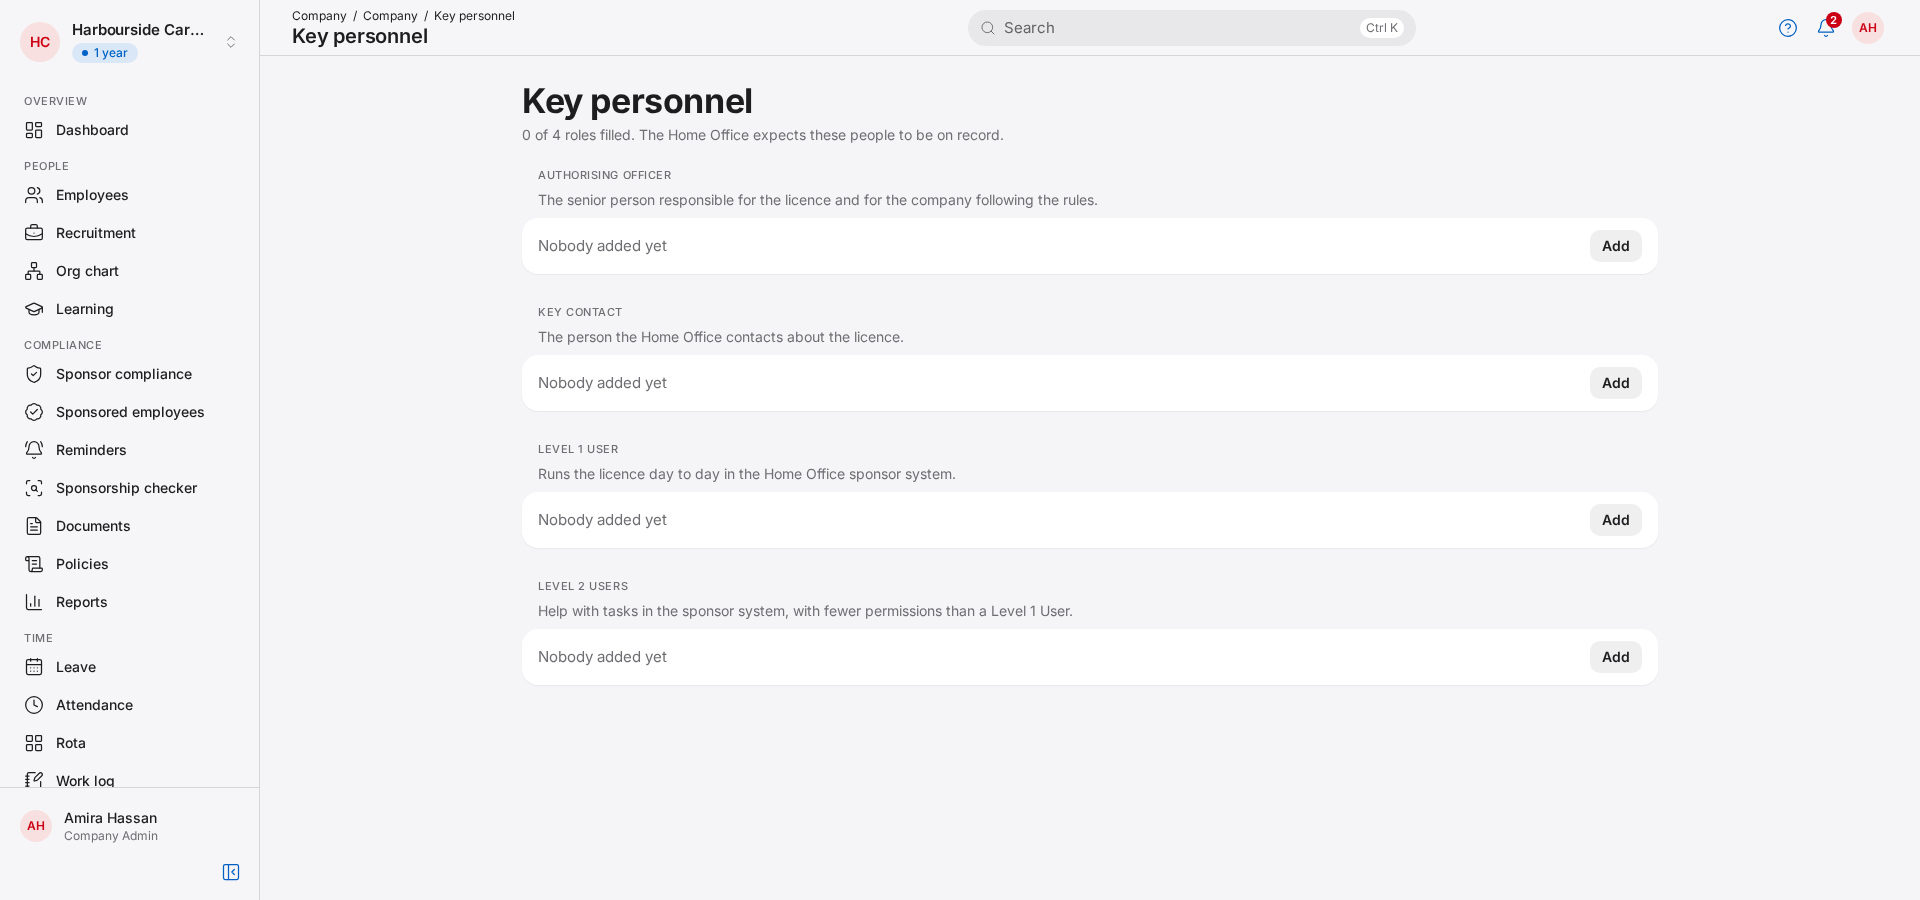 HC
Harbourside Car...
1 year
OVERVIEW
Dashboard
PEOPLE
Employees
Recruitment
Org chart
Learning
COMPLIANCE
Sponsor compliance
Sponsored employees
Reminders
Sponsorship checker
Documents
Policies
Reports
TIME
Leave
Attendance
Rota
Work log
AH
Amira Hassan
Company Admin
Company / Company / Key personnel
Key personnel
Search
Ctrl K
2
AH
Key personnel
0 of 4 roles filled. The Home Office expects these people to be on record.
AUTHORISING OFFICER
The senior person responsible for the licence and for the company following the rules.
Nobody added yet
Add
KEY CONTACT
The person the Home Office contacts about the licence.
Nobody added yet
Add
LEVEL 1 USER
Runs the licence day to day in the Home Office sponsor system.
Nobody added yet
Add
LEVEL 2 USERS
Help with tasks in the sponsor system, with fewer permissions than a Level 1 User.
Nobody added yet
Add